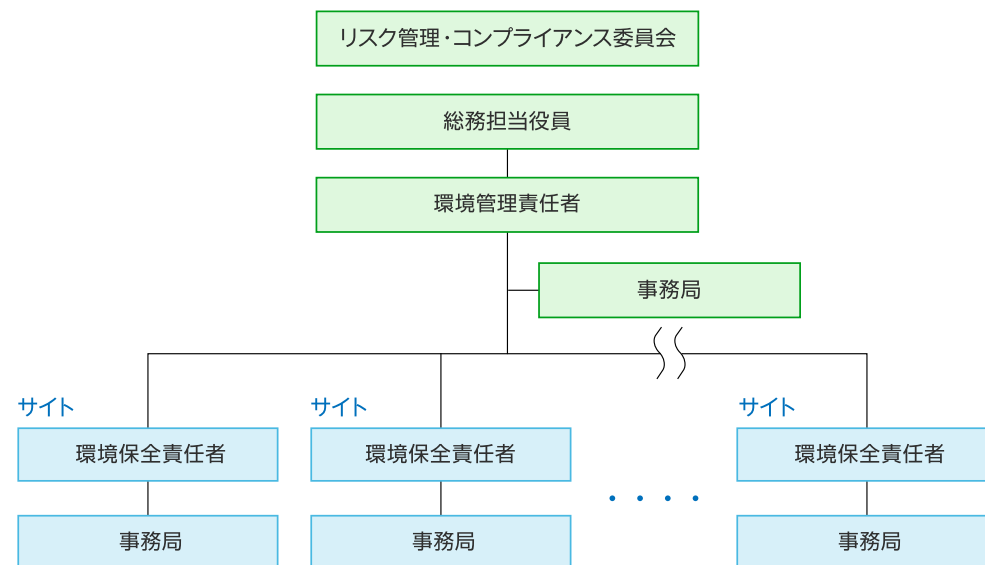 リスク管理・コンプライアンス委員会
総務担当役員
環境管理責任者
事務局
サイト
サイト
サイト
環境保全責任者
環境保全責任者
環境保全責任者
事務局
事務局
事務局